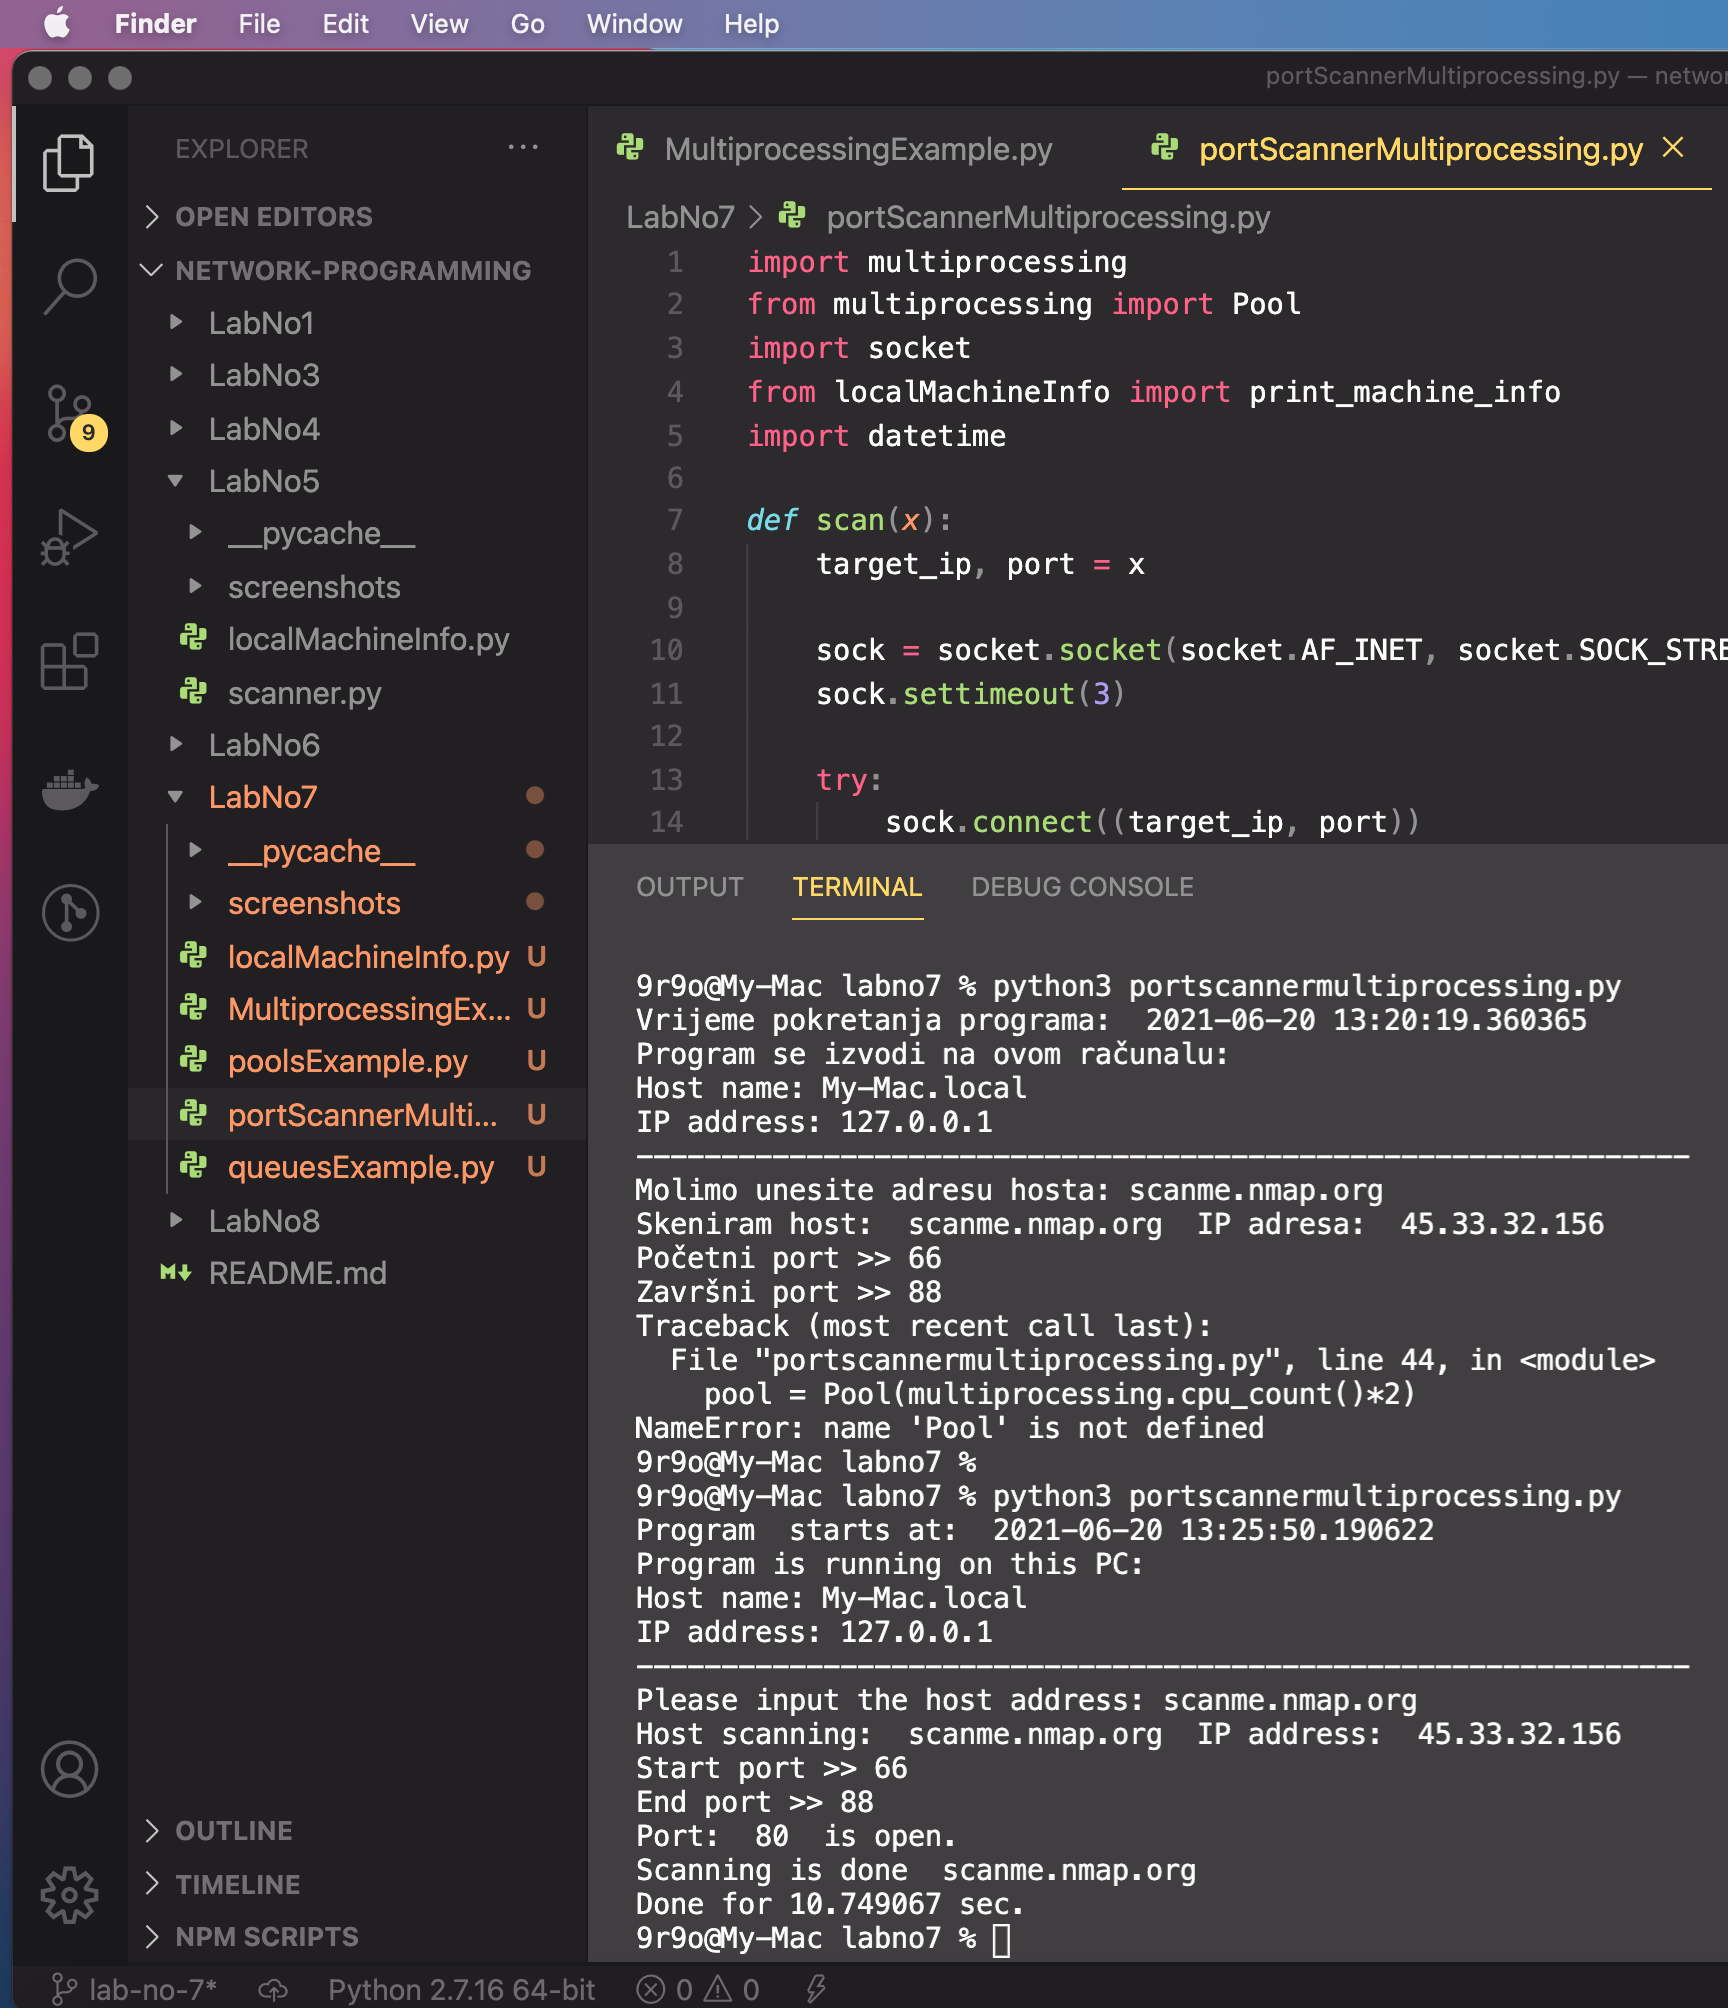 Finder File Edit View Go Window Help
portScannerMultiprocessing.py — networ
EXPLORER ...
OPEN EDITORS
NETWORK-PROGRAMMING
LabNo1
LabNo3
LabNo4
LabNo5
__pycache__
screenshots
localMachineInfo.py
scanner.py
LabNo6
LabNo7
__pycache__
screenshots
localMachineInfo.py U
MultiprocessingEx... U
poolsExample.py U
portScannerMulti... U
queuesExample.py U
LabNo8
README.md
9
OUTLINE
TIMELINE
NPM SCRIPTS
MultiprocessingExample.py portScannerMultiprocessing.py
LabNo7 > portScannerMultiprocessing.py
1 import multiprocessing
2 from multiprocessing import Pool
3 import socket
4 from localMachineInfo import print_machine_info
5 import datetime
6
7 def scan(x):
8 target_ip, port = x
9
10 sock = socket.socket(socket.AF_INET, socket.SOCK_STRE
11 sock.settimeout(3)
12
13 try:
14 sock.connect((target_ip, port))
OUTPUT TERMINAL DEBUG CONSOLE
9r9o@My-Mac labno7 % python3 portscannermultiprocessing.py
Vrijeme pokretanja programa: 2021-06-20 13:20:19.360365
Program se izvodi na ovom računalu:
Host name: My-Mac.local
IP address: 127.0.0.1
--------------------------------------------------------------
Molimo unesite adresu hosta: scanme.nmap.org
Skeniram host: scanme.nmap.org IP adresa: 45.33.32.156
Početni port >> 66
Završni port >> 88
Traceback (most recent call last):
File "portscannermultiprocessing.py", line 44, in <module>
pool = Pool(multiprocessing.cpu_count()*2)
NameError: name 'Pool' is not defined
9r9o@My-Mac labno7 %
9r9o@My-Mac labno7 % python3 portscannermultiprocessing.py
Program starts at: 2021-06-20 13:25:50.190622
Program is running on this PC:
Host name: My-Mac.local
IP address: 127.0.0.1
--------------------------------------------------------------
Please input the host address: scanme.nmap.org
Host scanning: scanme.nmap.org IP address: 45.33.32.156
Start port >> 66
End port >> 88
Port: 80 is open.
Scanning is done scanme.nmap.org
Done for 10.749067 sec.
9r9o@My-Mac labno7 %
lab-no-7* Python 2.7.16 64-bit 0 0